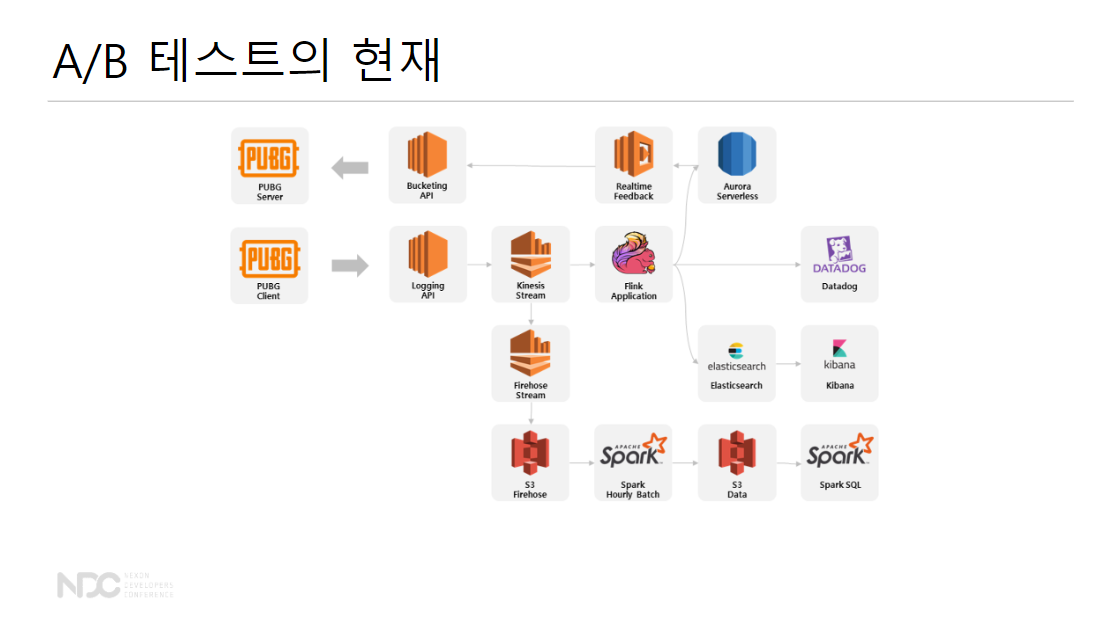 A/B 테스트의 현재
PUBG
PUBG
Server
Bucketing
API
Realtime
Feedback
Aurora
Serverless
PUBG
PUBG
Client
Logging
API
Kinesis
Stream
Flink
Application
DATADOG
Datadog
Firehose
Stream
elasticsearch
Elasticsearch
kibana
Kibana
S3
Firehose
APACHE
Spark
Spark
Hourly Batch
S3
Data
APACHE
Spark
Spark SQL
NDC
NEXON
DEVELOPERS
CONFERENCE